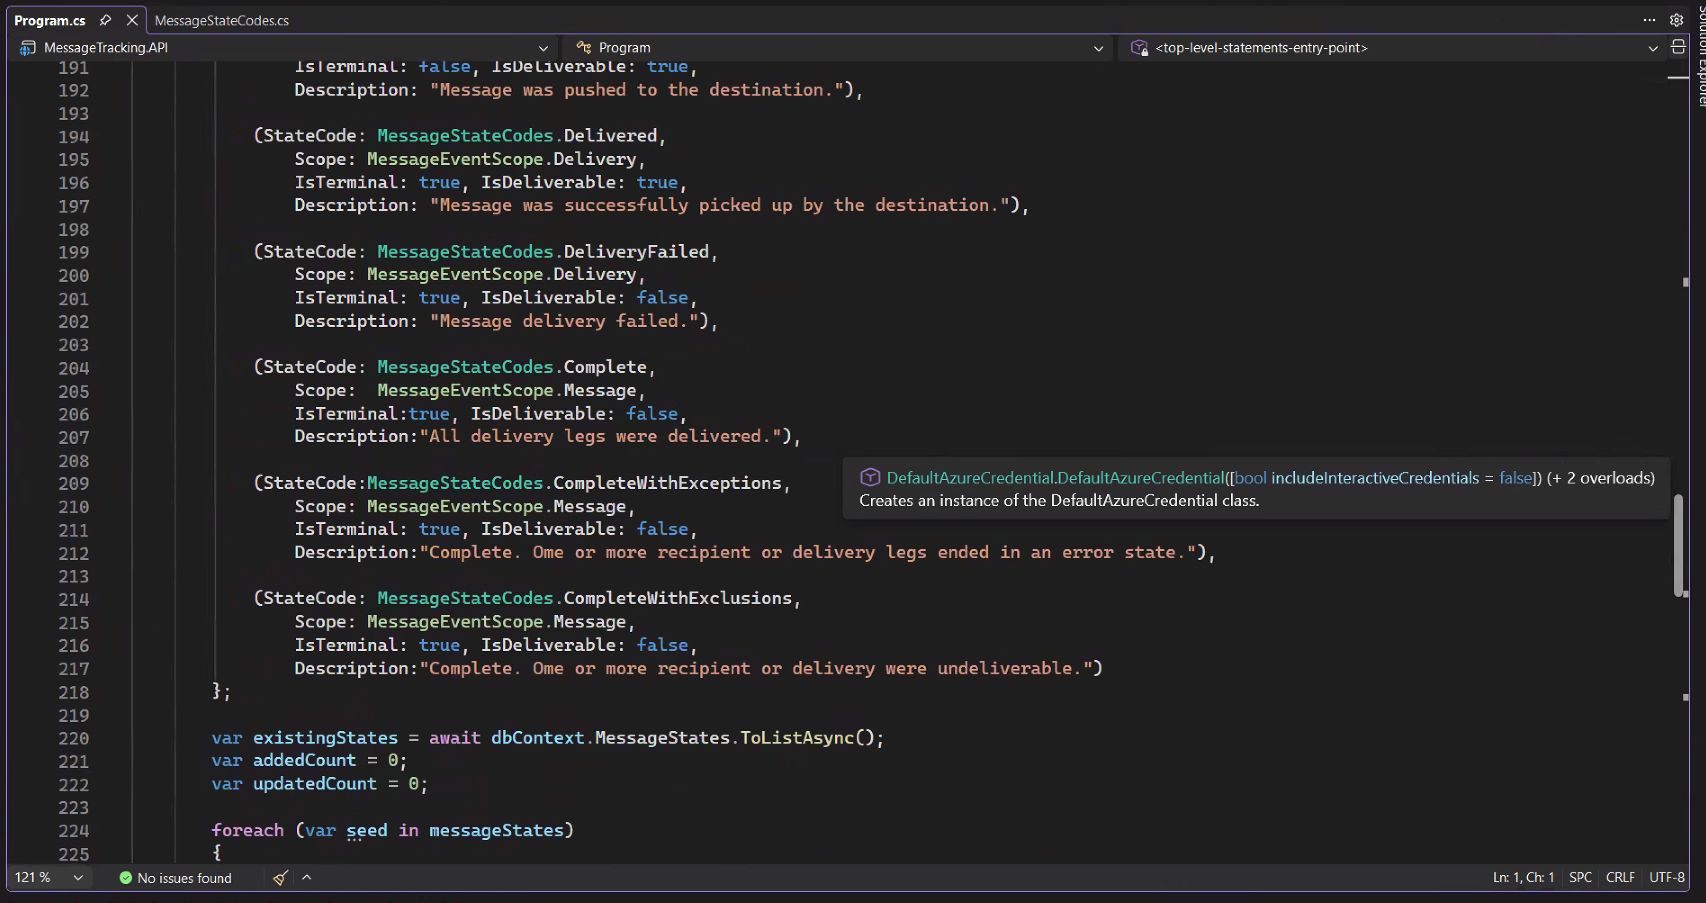 Program.cs
MessageStateCodes.cs
MessageTracking.API
Program
<top-level-statements-entry-point>
Solution Explorer
191 IsTerminal: false, IsDeliverable: true,
192 Description: "Message was pushed to the destination."),
193
194 (StateCode: MessageStateCodes.Delivered,
195 Scope: MessageEventScope.Delivery,
196 IsTerminal: true, IsDeliverable: true,
197 Description: "Message was successfully picked up by the destination."),
198
199 (StateCode: MessageStateCodes.DeliveryFailed,
200 Scope: MessageEventScope.Delivery,
201 IsTerminal: true, IsDeliverable: false,
202 Description: "Message delivery failed."),
203
204 (StateCode: MessageStateCodes.Complete,
205 Scope:  MessageEventScope.Message,
206 IsTerminal:true, IsDeliverable: false,
207 Description:"All delivery legs were delivered."),
208
DefaultAzureCredential.DefaultAzureCredential([bool includeInteractiveCredentials = false]) (+ 2 overloads)
Creates an instance of the DefaultAzureCredential class.
209 (StateCode:MessageStateCodes.CompleteWithExceptions,
210 Scope: MessageEventScope.Message,
211 IsTerminal: true, IsDeliverable: false,
212 Description:"Complete. Ome or more recipient or delivery legs ended in an error state."),
213
214 (StateCode: MessageStateCodes.CompleteWithExclusions,
215 Scope: MessageEventScope.Message,
216 IsTerminal: true, IsDeliverable: false,
217 Description:"Complete. Ome or more recipient or delivery were undeliverable.")
218 };
219
220 var existingStates = await dbContext.MessageStates.ToListAsync();
221 var addedCount = 0;
222 var updatedCount = 0;
223
224 foreach (var seed in messageStates)
225 {
121 %
No issues found
Ln: 1, Ch: 1 SPC CRLF UTF-8